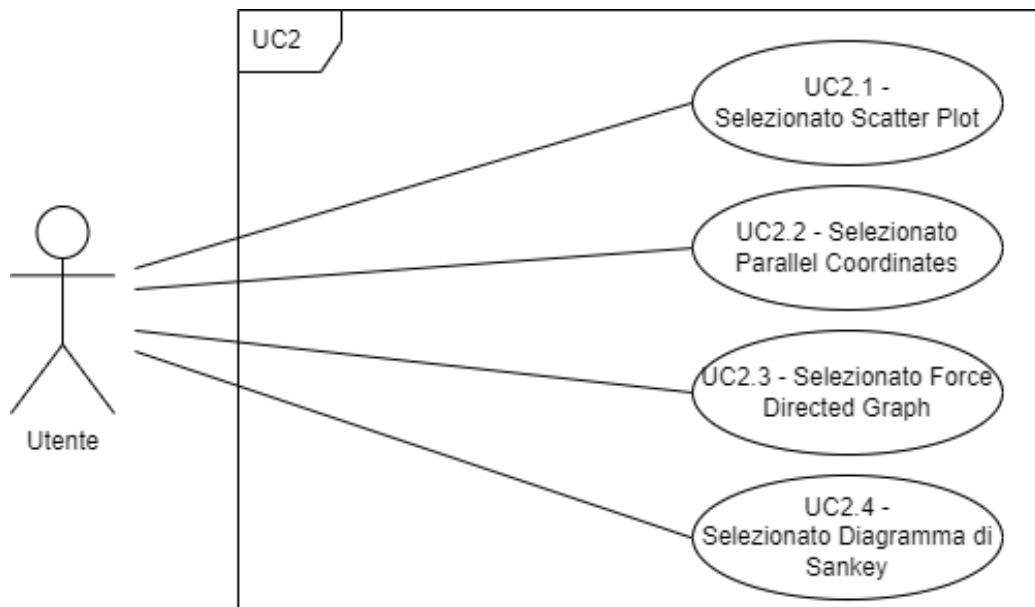 UC2
UC2.1 -
Selezionato Scatter Plot
UC2.2 - Selezionato
Parallel Coordinates
UC2.3 - Selezionato Force
Directed Graph
Utente
UC2.4 -
Selezionato Diagramma di
Sankey